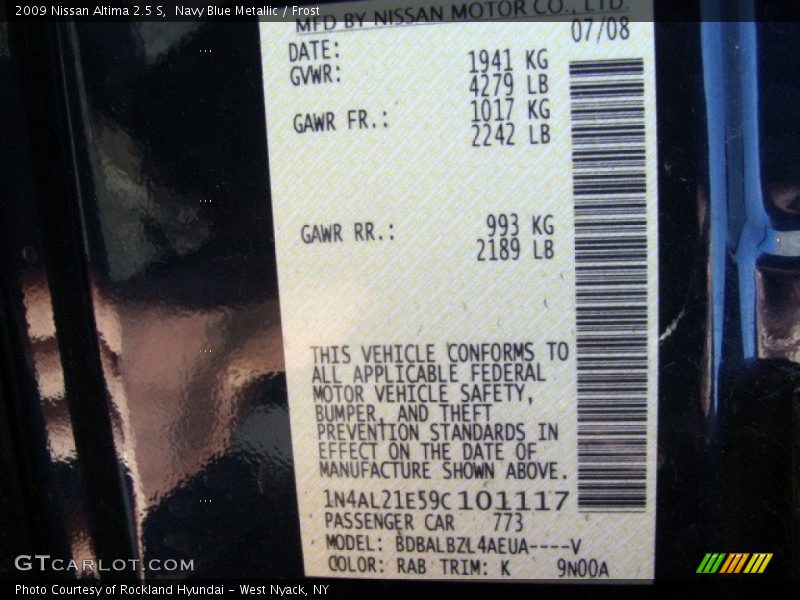 2009 Nissan Altima 2.5 S,  Navy Blue Metallic / Frost
MFD BY NISSAN MOTOR CO., LTD.
DATE: 07/08
GVWR: 1941 KG
4279 LB
GAWR FR.: 1017 KG
2242 LB
GAWR RR.: 993 KG
2189 LB
THIS VEHICLE CONFORMS TO
ALL APPLICABLE FEDERAL
MOTOR VEHICLE SAFETY,
BUMPER, AND THEFT
PREVENTION STANDARDS IN
EFFECT ON THE DATE OF
MANUFACTURE SHOWN ABOVE.
1N4AL21E59C101117
PASSENGER CAR 773
MODEL: BDBALBZL4AEUA----V
COLOR: RAB TRIM: K 9N00A
GTCARLOT.COM
Photo Courtesy of Rockland Hyundai - West Nyack, NY